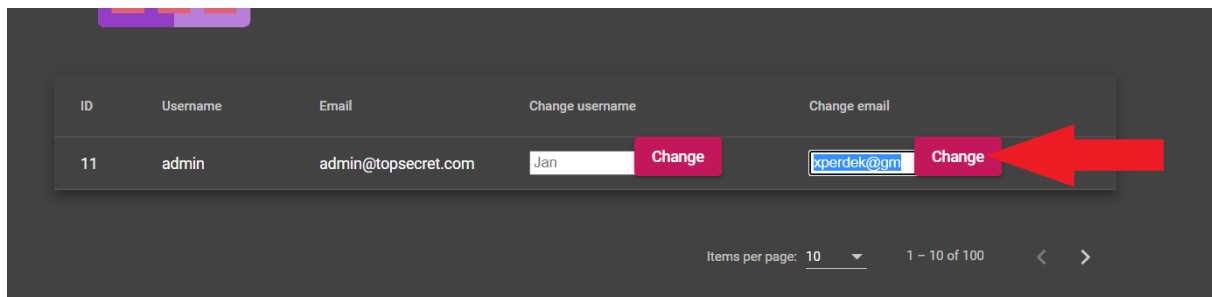 ID Username Email Change username Change email
11 admin admin@topsecret.com Jan Change xperdek@gm Change
Items per page: 10 1 – 10 of 100